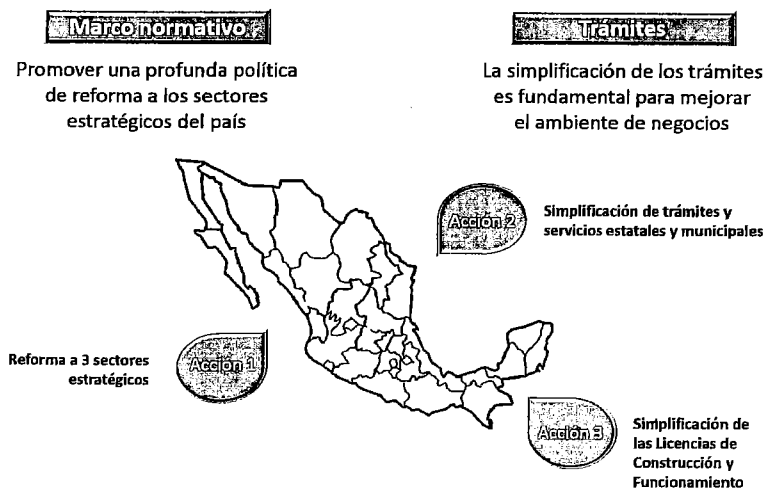 Marco normativo
Promover una profunda política
de reforma a los sectores
estratégicos del país
Trámites
La simplificación de los trámites
es fundamental para mejorar
el ambiente de negocios
Acción 2
Simplificación de trámites y
servicios estatales y municipales
Reforma a 3 sectores
estratégicos
Acción 1
Acción 3
Simplificación de
las Licencias de
Construcción y
Funcionamiento